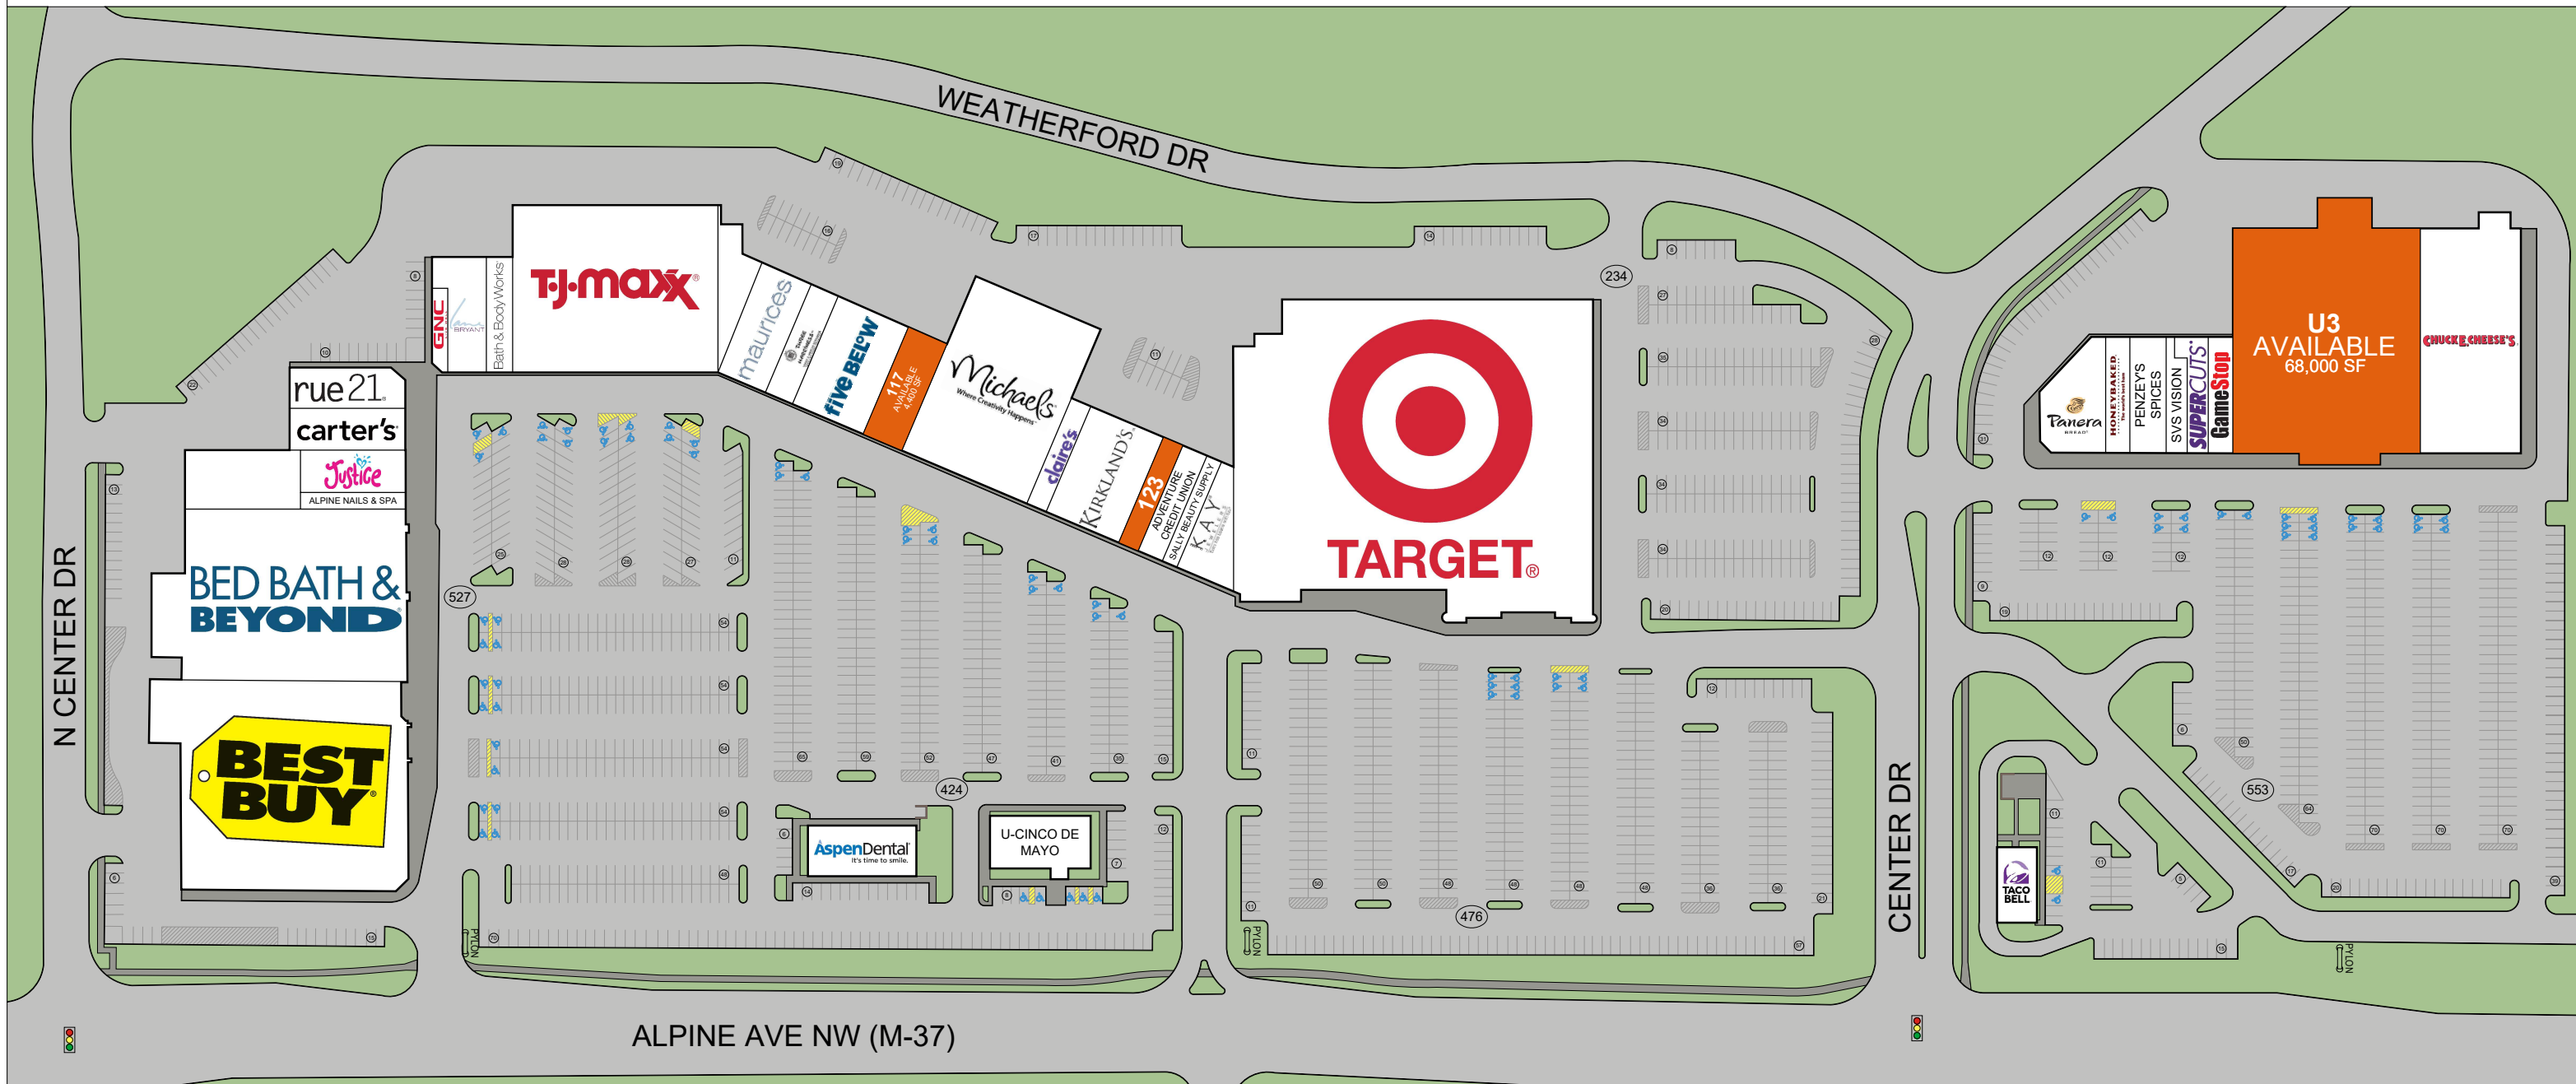 WEATHERFORD DR
N CENTER DR
GNC
Lane
BRYANT
Bath & Body Works
T·J·maxx®
maurices
five BELOW
117
AVAILABLE
4,400 SF
Michaels
Where Creativity Happens™
claire's
KIRKLAND'S
123
ADVENTURE
CREDIT UNION
SALLY BEAUTY SUPPLY
KAY
JEWELERS
TARGET®
rue21®
carter's
Justice
ALPINE NAILS & SPA
BED BATH &
BEYOND®
BEST
BUY®
AspenDental®
It's time to smile.
U-CINCO DE
MAYO
Panera
BREAD®
HONEYBAKED
PENZEY'S
SPICES
SVS VISION
SUPERCUTS®
GameStop
U3
AVAILABLE
68,000 SF
CHUCK E. CHEESE'S
TACO
BELL
CENTER DR
527
424
234
476
553
PYLON
PYLON
PYLON
ALPINE AVE NW (M-37)